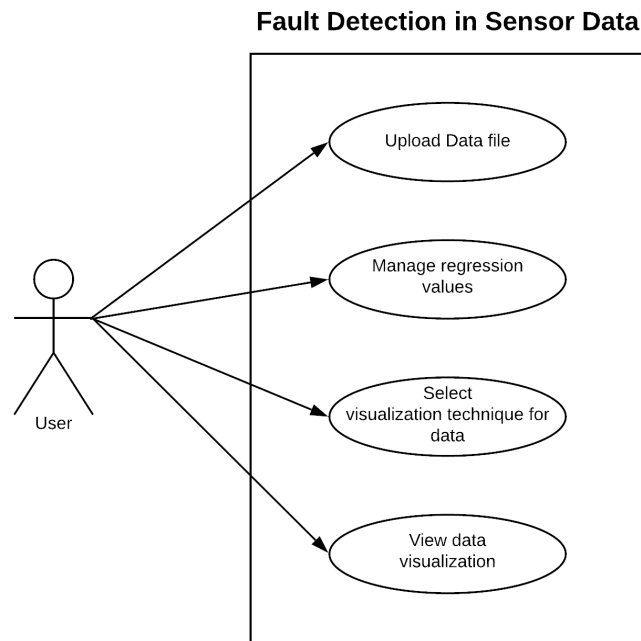 Fault Detection in Sensor Data
Upload Data file
Manage regression
values
Select
visualization technique for
data
User
View data
visualization